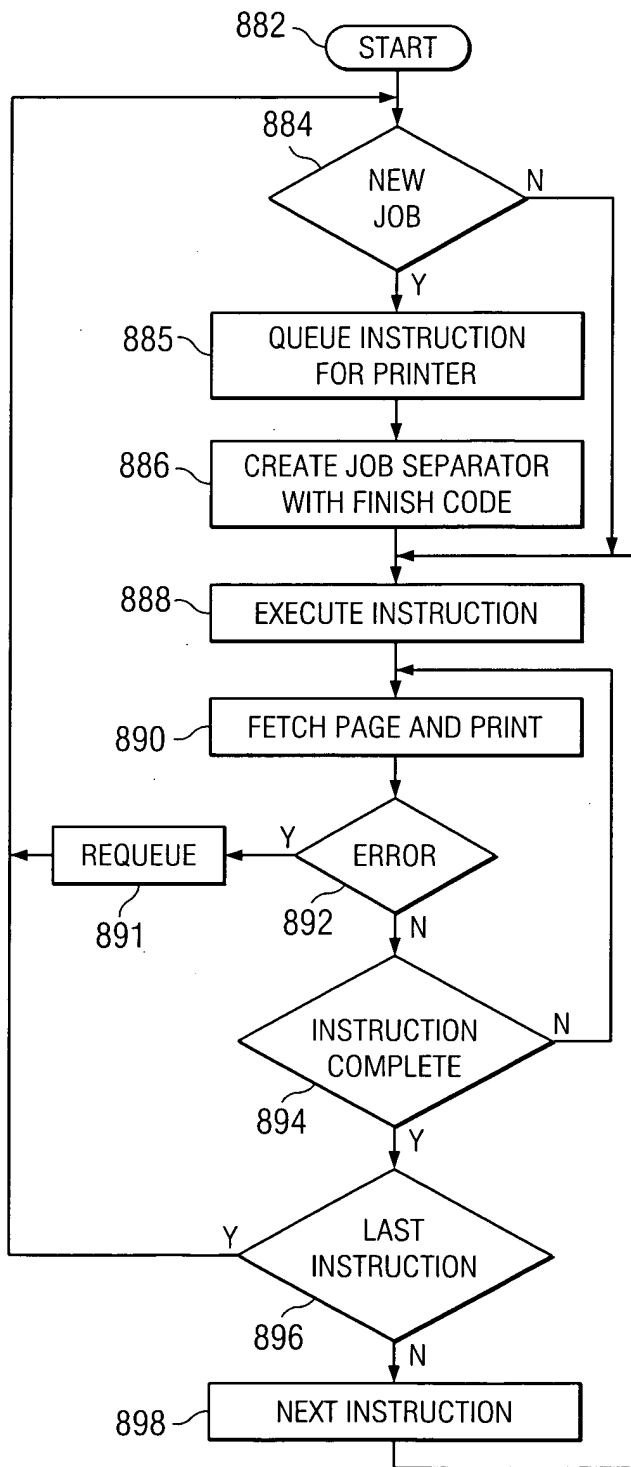 882
START
884
NEW
JOB
N
Y
885
QUEUE INSTRUCTION
FOR PRINTER
886
CREATE JOB SEPARATOR
WITH FINISH CODE
888
EXECUTE INSTRUCTION
890
FETCH PAGE AND PRINT
REQUEUE
891
Y
ERROR
892
N
INSTRUCTION
COMPLETE
N
894
Y
Y
LAST
INSTRUCTION
896
N
898
NEXT INSTRUCTION